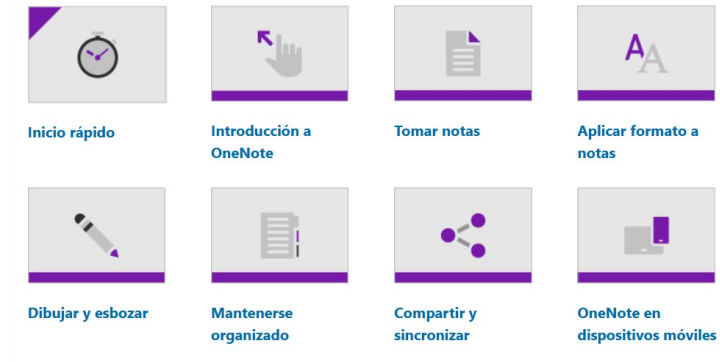 Inicio rápido
Introducción a
OneNote
Tomar notas
Aplicar formato a
notas
Dibujar y esbozar
Mantenerse
organizado
Compartir y
sincronizar
OneNote en
dispositivos móviles